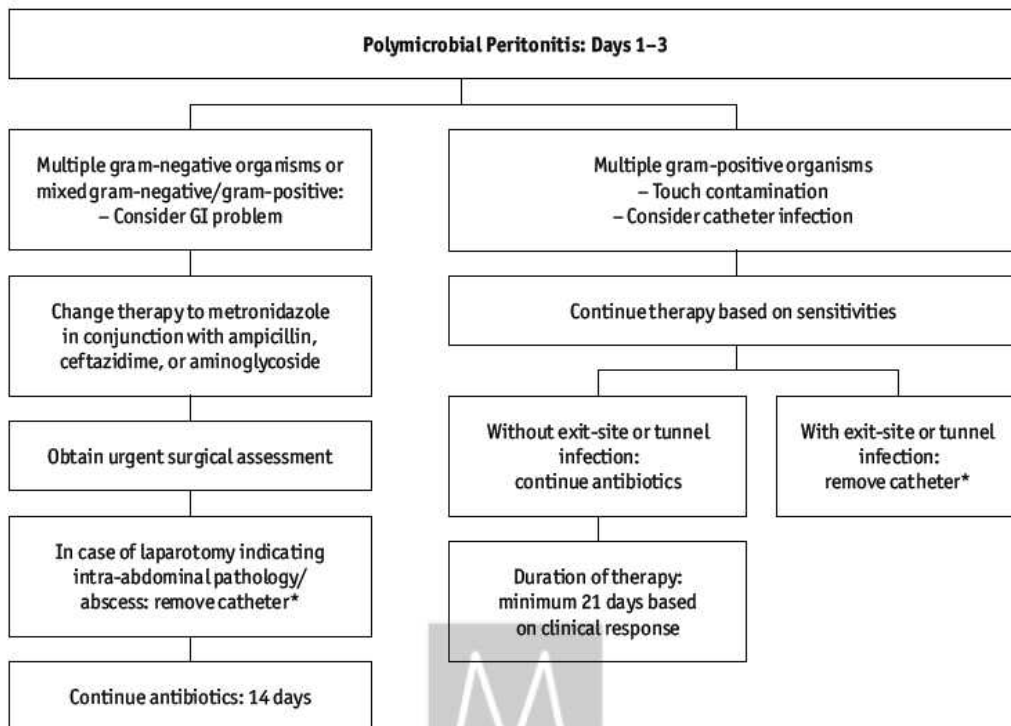 Polymicrobial Peritonitis: Days 1–3
Multiple gram-negative organisms or
mixed gram-negative/gram-positive:
– Consider GI problem
Change therapy to metronidazole
in conjunction with ampicillin,
ceftazidime, or aminoglycoside
Obtain urgent surgical assessment
In case of laparotomy indicating
intra-abdominal pathology/
abscess: remove catheter*
Continue antibiotics: 14 days
Multiple gram-positive organisms
– Touch contamination
– Consider catheter infection
Continue therapy based on sensitivities
Without exit-site or tunnel
infection:
continue antibiotics
Duration of therapy:
minimum 21 days based
on clinical response
With exit-site or tunnel
infection:
remove catheter*